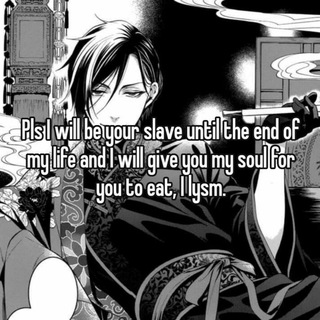 Pls I will be your slave until the end of
my life and I will give you my soul for
you to eat, I lysm.